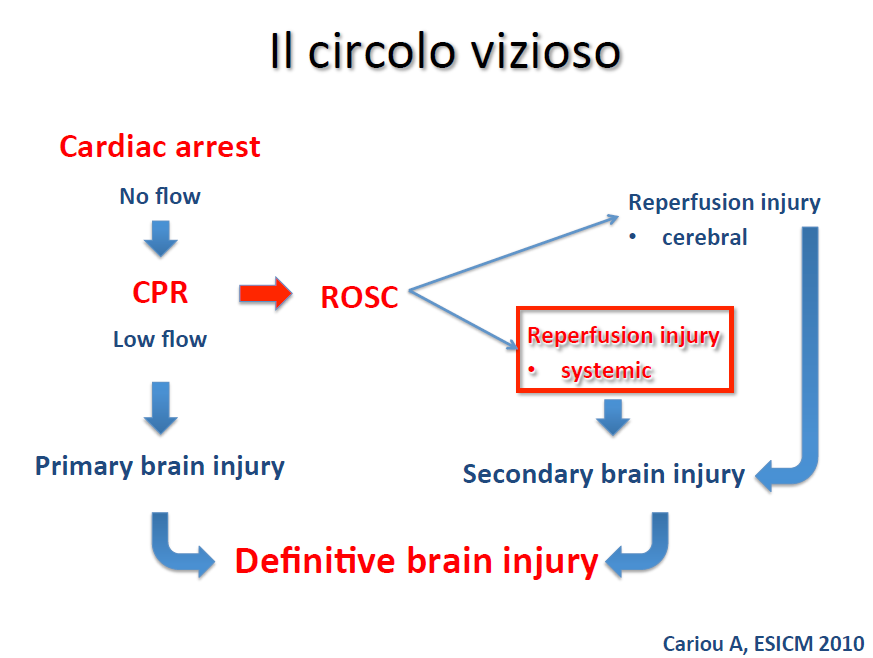 Il circolo vizioso
Cardiac arrest
No flow
CPR
Low flow
Primary brain injury
ROSC
Reperfusion injury
• cerebral
Reperfusion injury
• systemic
Secondary brain injury
Definitive brain injury
Cariou A, ESICM 2010